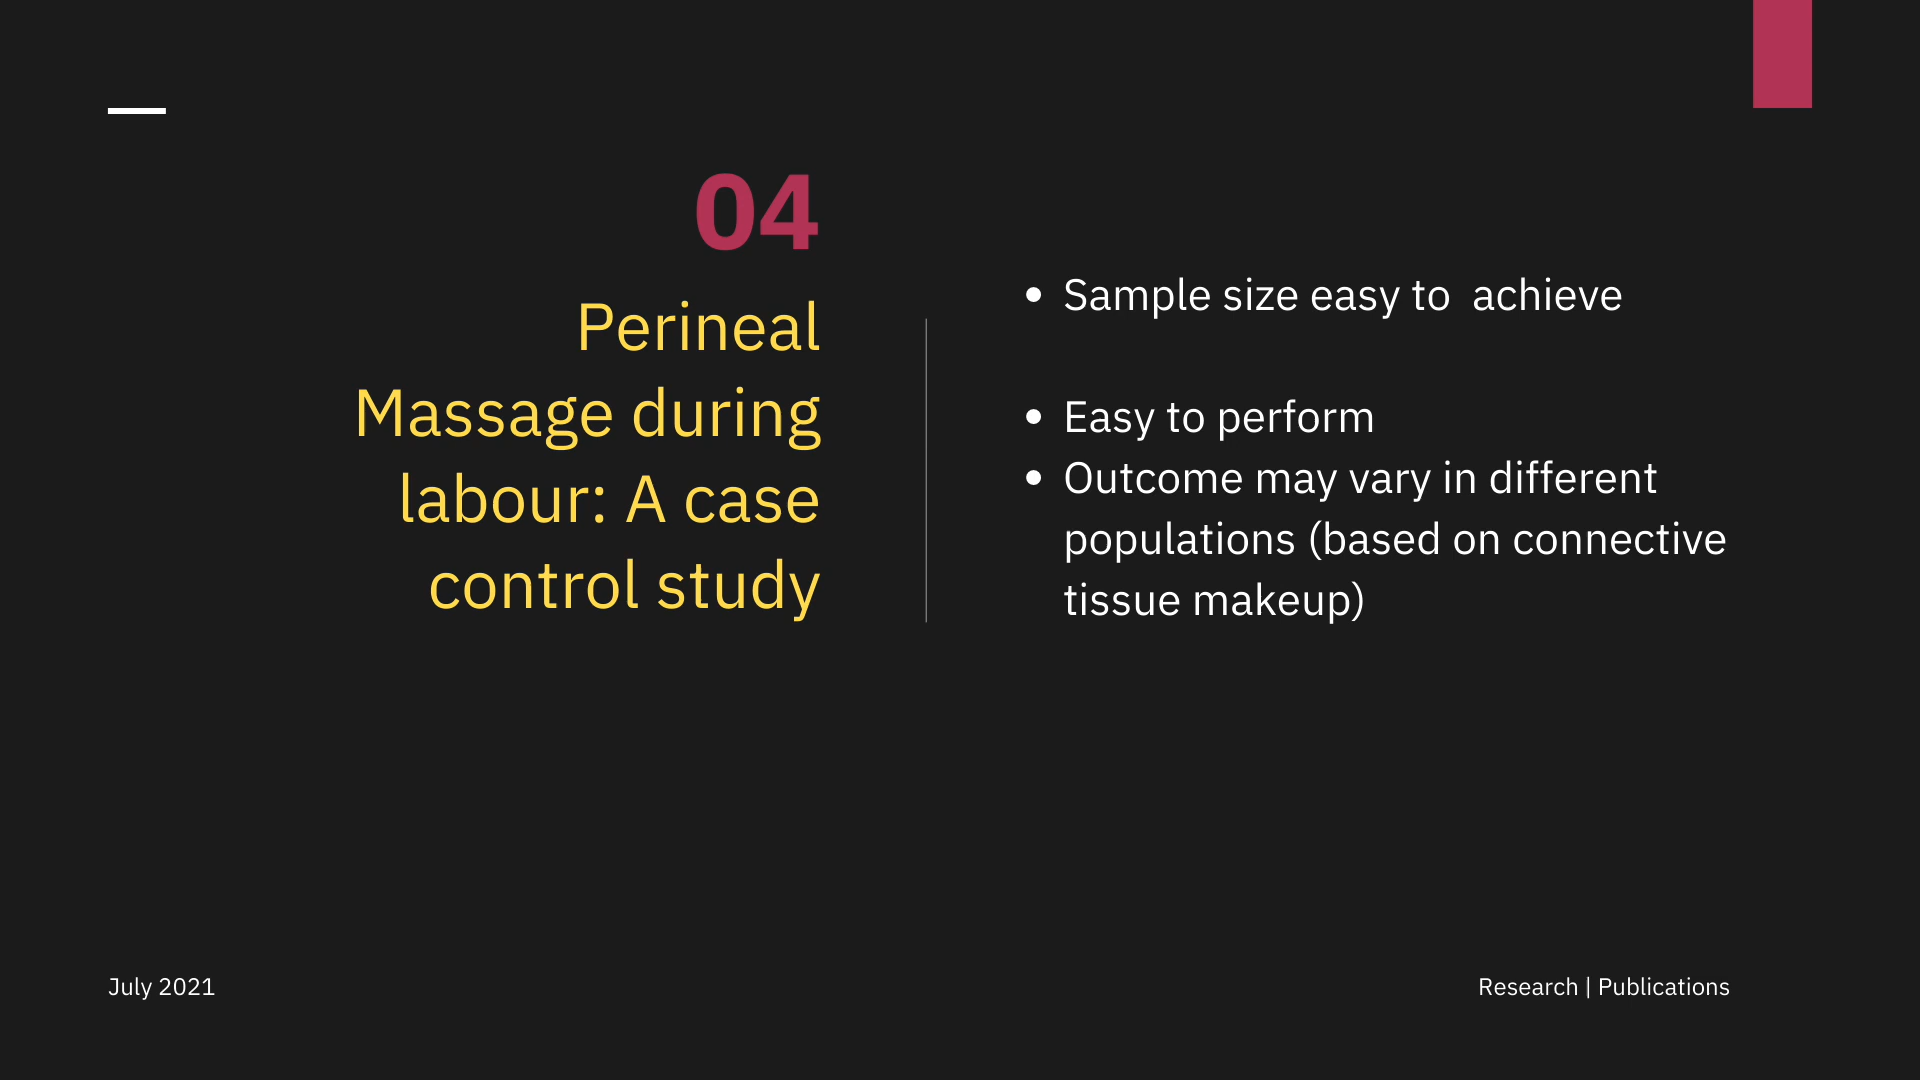 04
Perineal
Massage during
labour: A case
control study
• Sample size easy to  achieve
• Easy to perform
• Outcome may vary in different
populations (based on connective
tissue makeup)
July 2021
Research | Publications